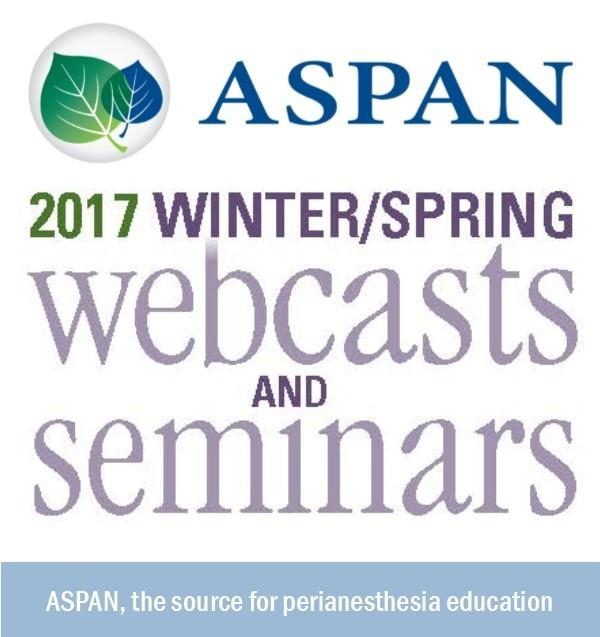 ASPAN
2017 WINTER/SPRING
webcasts
AND
seminars
ASPAN, the source for perianesthesia education